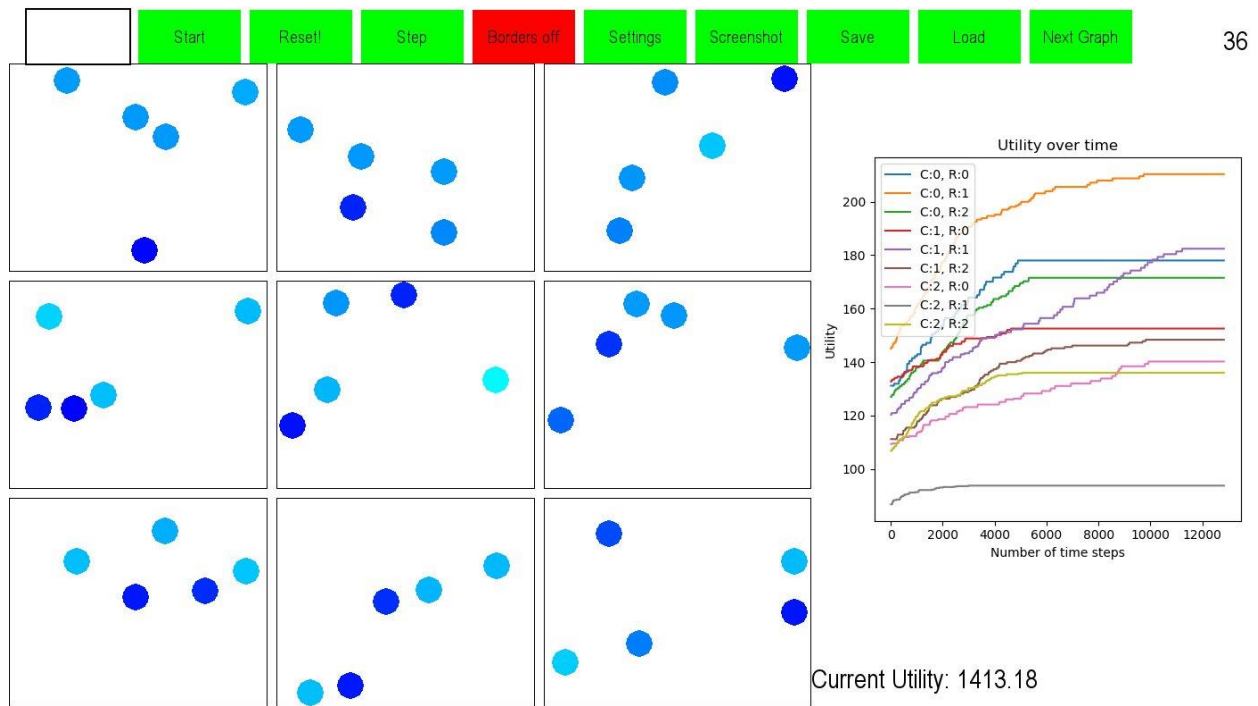 Start
Reset!
Step
Borders off
Settings
Screenshot
Save
Load
Next Graph
36
Utility over time
C:0, R:0
C:0, R:1
C:0, R:2
C:1, R:0
C:1, R:1
C:1, R:2
C:2, R:0
C:2, R:1
C:2, R:2
200
180
160
140
120
100
Utility
0
2000
4000
6000
8000
10000
12000
Number of time steps
Current Utility: 1413.18